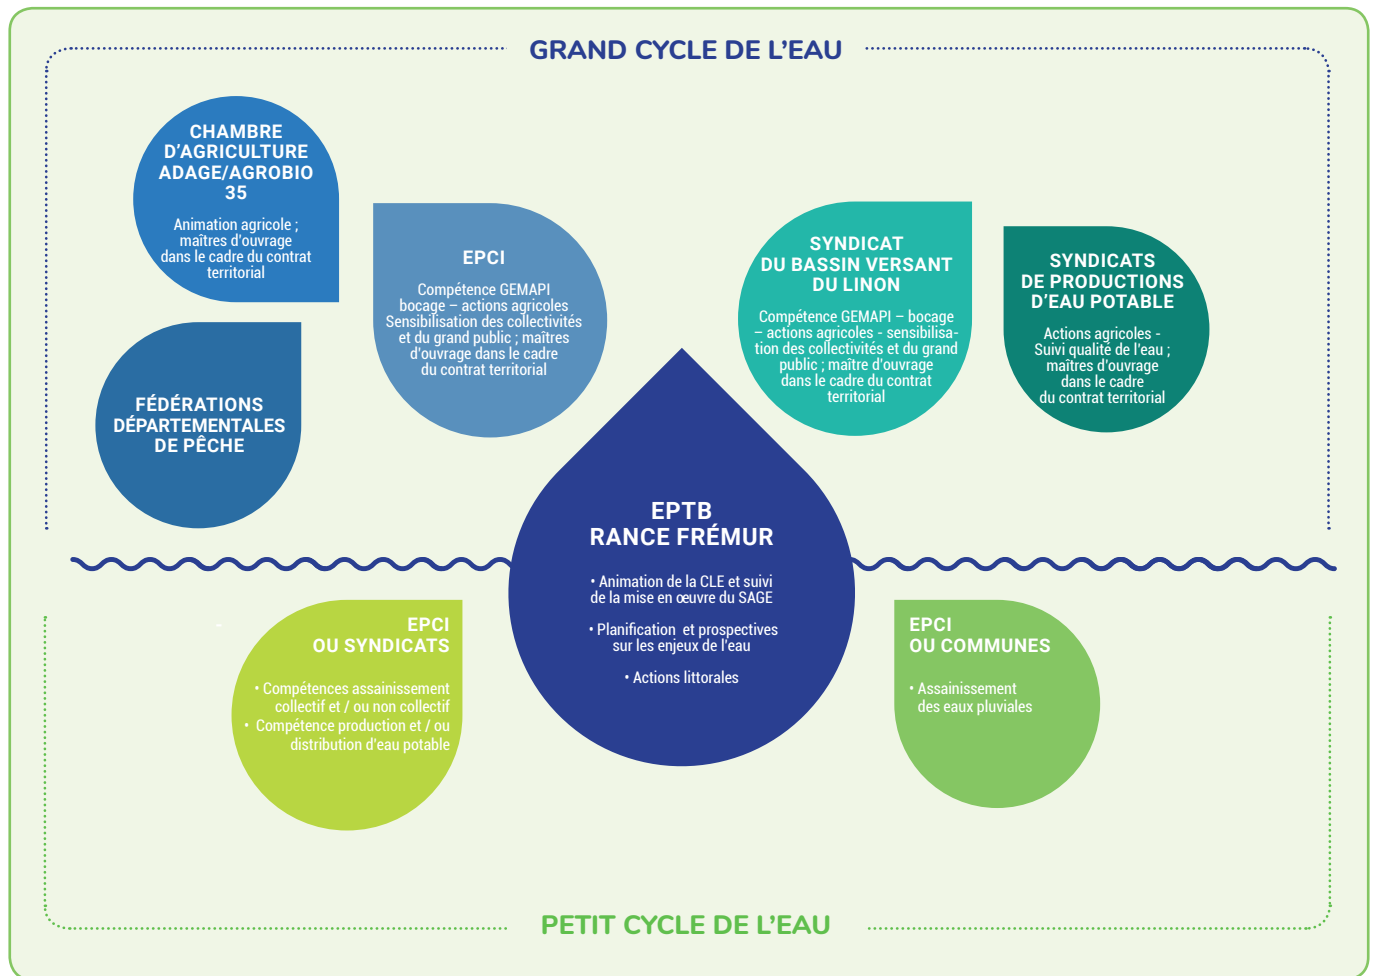 GRAND CYCLE DE L'EAU
CHAMBRE
D'AGRICULTURE
ADAGE/AGROBIO
35
Animation agricole ;
maîtres d'ouvrage
dans le cadre du contrat
territorial
EPCI
Compétence GEMAPI
bocage – actions agricoles
Sensibilisation des collectivités
et du grand public ; maîtres
d'ouvrage dans le cadre
du contrat territorial
SYNDICAT
DU BASSIN VERSANT
DU LINON
Compétence GEMAPI – bocage
– actions agricoles - sensibilisa-
tion des collectivités et du grand
public ; maître d'ouvrage
dans le cadre du contrat
territorial
SYNDICATS
DE PRODUCTIONS
D'EAU POTABLE
Actions agricoles -
Suivi qualité de l'eau ;
maîtres d'ouvrage
dans le cadre
du contrat territorial
FÉDÉRATIONS
DÉPARTEMENTALES
DE PÊCHE
EPTB
RANCE FRÉMUR
• Animation de la CLE et suivi
de la mise en œuvre du SAGE
• Planification et prospectives
sur les enjeux de l'eau
• Actions littorales
EPCI
OU SYNDICATS
• Compétences assainissement
collectif et / ou non collectif
• Compétence production et / ou
distribution d'eau potable
EPCI
OU COMMUNES
• Assainissement
des eaux pluviales
PETIT CYCLE DE L'EAU